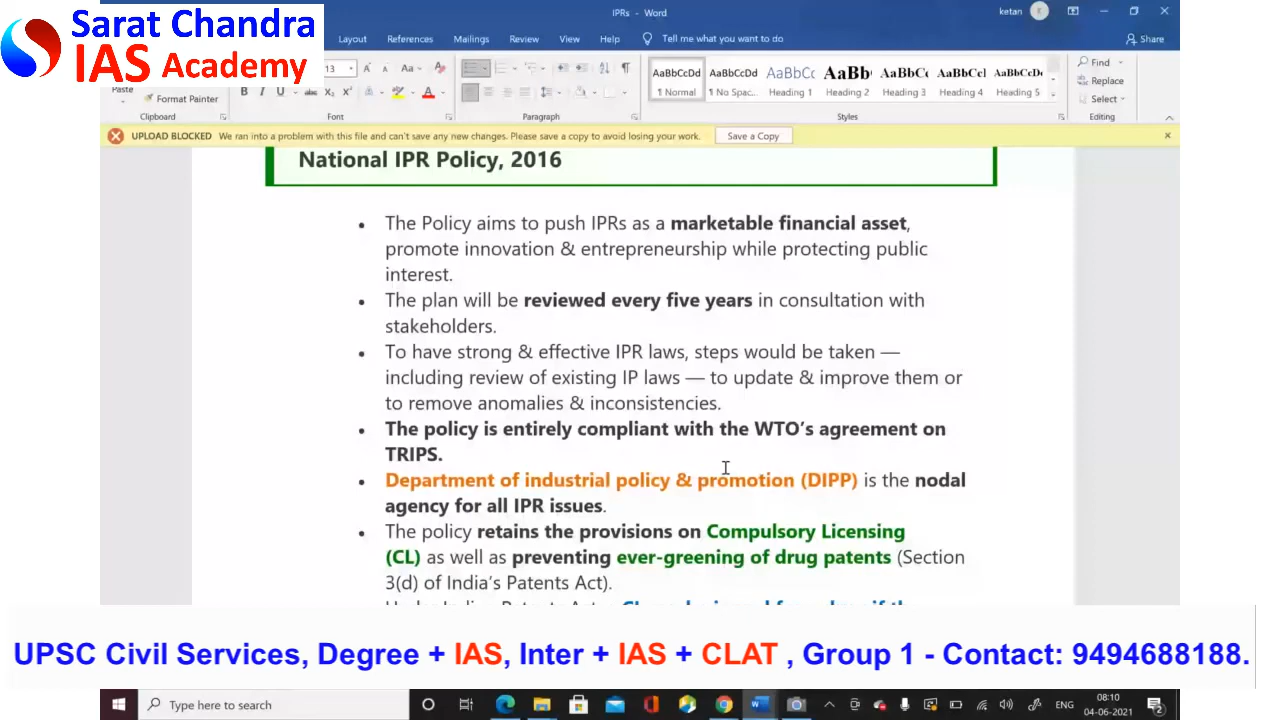 Sarat Chandra
IAS Academy
IPRs - Word
ketan
Layout References Mailings Review View Help Tell me what you want to do Share
13 Aa
Paste Format Painter
B I U abc X₂ X²
Clipboard Font Paragraph Styles Editing
AaBbCcDd AaBbCcDd AaBbCc AaBb AaBbCc AaBbCcl AaBbCcDc
1 Normal 1 No Spac... Heading 1 Heading 2 Heading 3 Heading 4 Heading 5
Find
Replace
Select
UPLOAD BLOCKED We ran into a problem with this file and can't save any new changes. Please save a copy to avoid losing your work. Save a Copy
National IPR Policy, 2016
• The Policy aims to push IPRs as a marketable financial asset,
promote innovation & entrepreneurship while protecting public
interest.
• The plan will be reviewed every five years in consultation with
stakeholders.
• To have strong & effective IPR laws, steps would be taken —
including review of existing IP laws — to update & improve them or
to remove anomalies & inconsistencies.
• The policy is entirely compliant with the WTO's agreement on
TRIPS.
• Department of industrial policy & promotion (DIPP) is the nodal
agency for all IPR issues.
• The policy retains the provisions on Compulsory Licensing
(CL) as well as preventing ever-greening of drug patents (Section
3(d) of India's Patents Act).
UPSC Civil Services, Degree + IAS, Inter + IAS + CLAT , Group 1 - Contact: 9494688188.
Type here to search
ENG
08:10
04-06-2021
2